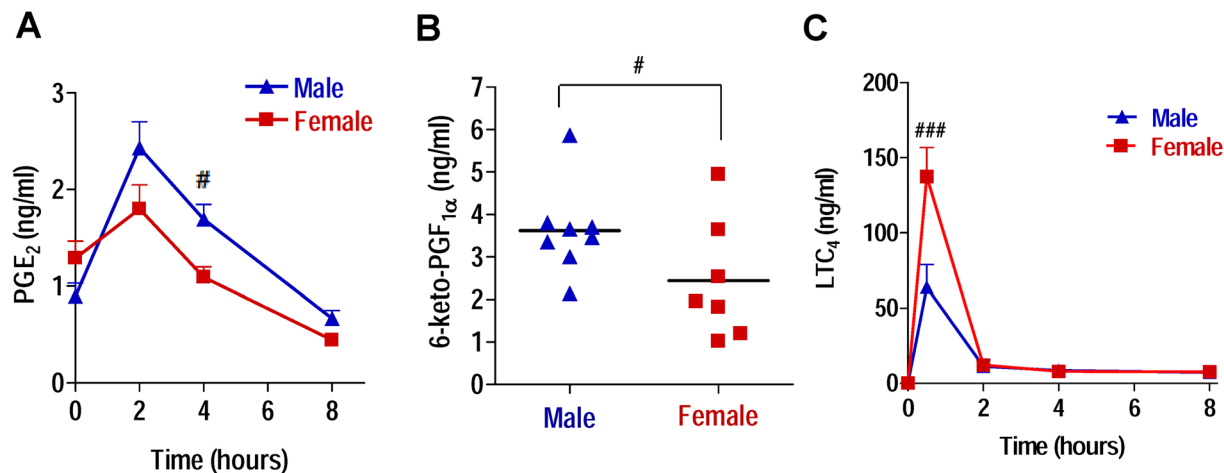 A
Male
Female
#
PGE2 (ng/ml)
3
2
1
0
0 2 4 6 8
Time (hours)
B
#
6-keto-PGF1α (ng/ml)
7
6
5
4
3
2
1
0
Male Female
C
Male
Female
###
LTC4 (ng/ml)
200
150
100
50
0
0 2 4 6 8
Time (hours)